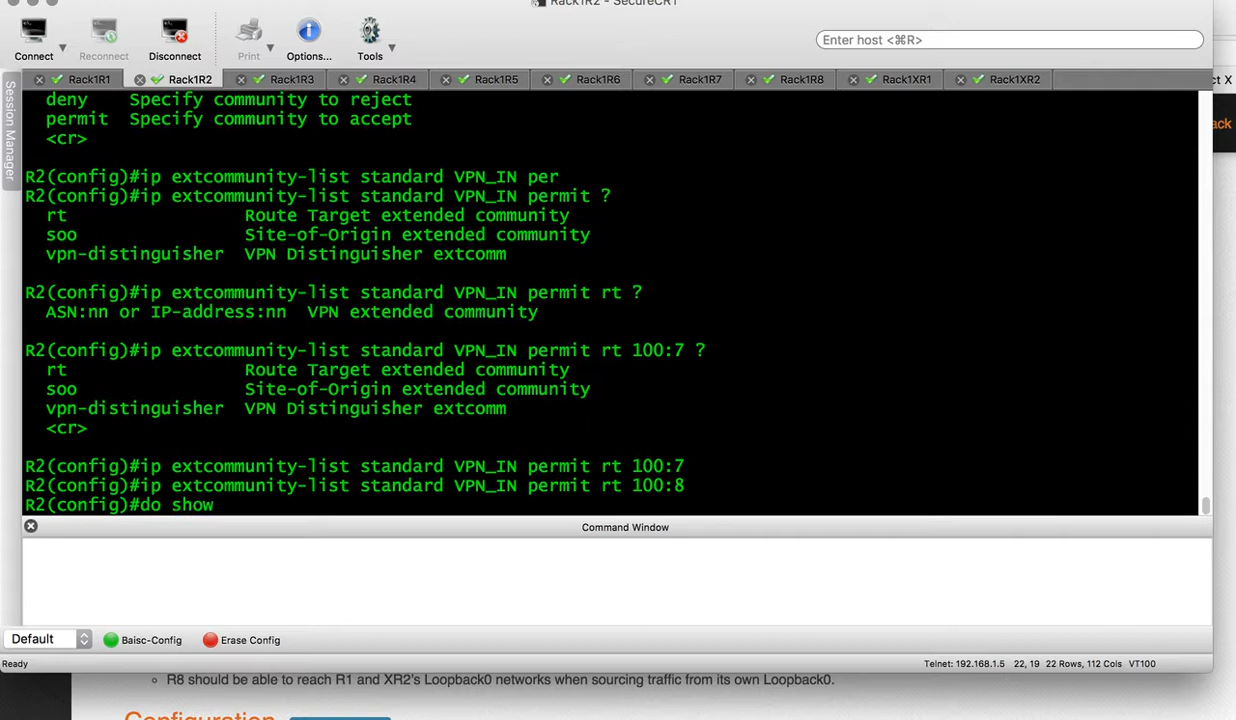 Rack1R2 - SecureCRT
Connect
Reconnect
Disconnect
Print
Options...
Tools
Enter host <⌘R>
Session Manager
Rack1R1
Rack1R2
Rack1R3
Rack1R4
Rack1R5
Rack1R6
Rack1R7
Rack1R8
Rack1XR1
Rack1XR2
ct X
ack
deny    Specify community to reject
permit  Specify community to accept
<cr>
R2(config)#ip extcommunity-list standard VPN_IN per
R2(config)#ip extcommunity-list standard VPN_IN permit ?
rt                 Route Target extended community
soo                Site-of-Origin extended community
vpn-distinguisher  VPN Distinguisher extcomm
R2(config)#ip extcommunity-list standard VPN_IN permit rt ?
ASN:nn or IP-address:nn  VPN extended community
R2(config)#ip extcommunity-list standard VPN_IN permit rt 100:7 ?
rt                 Route Target extended community
soo                Site-of-Origin extended community
vpn-distinguisher  VPN Distinguisher extcomm
<cr>
R2(config)#ip extcommunity-list standard VPN_IN permit rt 100:7
R2(config)#ip extcommunity-list standard VPN_IN permit rt 100:8
R2(config)#do show
Command Window
Default
Baisc-Config
Erase Config
Ready
Telnet: 192.168.1.5   22, 19   22 Rows, 112 Cols   VT100
R8 should be able to reach R1 and XR2's Loopback0 networks when sourcing traffic from its own Loopback0.
Configuration